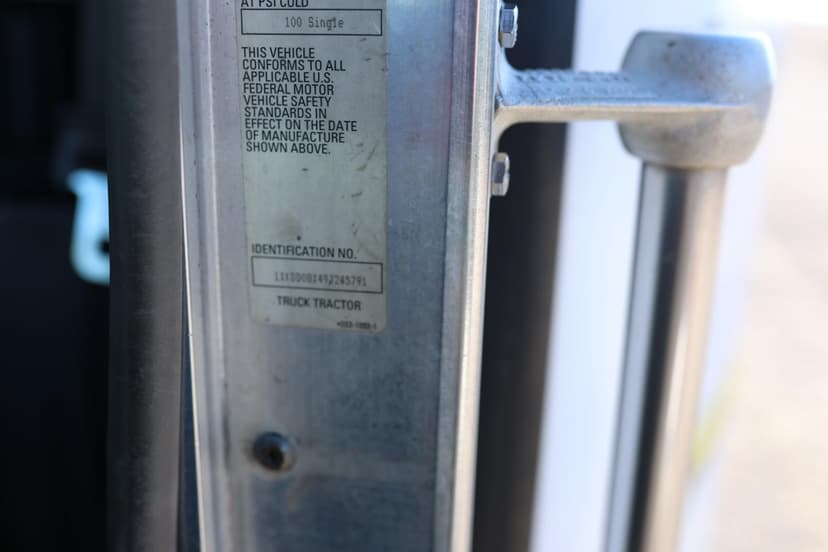 AT PSI COLD
100 Single
THIS VEHICLE
CONFORMS TO ALL
APPLICABLE U.S.
FEDERAL MOTOR
VEHICLE SAFETY
STANDARDS IN
EFFECT ON THE DATE
OF MANUFACTURE
SHOWN ABOVE.
IDENTIFICATION NO.
TRUCK TRACTOR